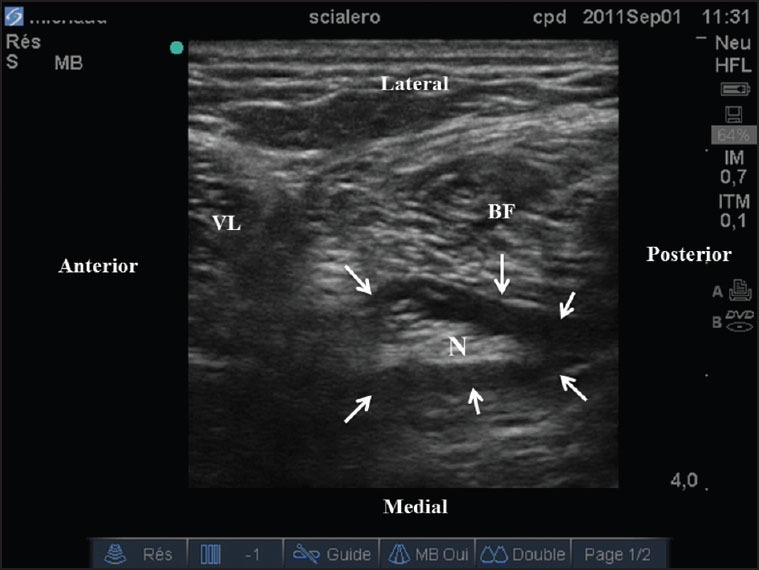 scialero cpd 2011Sep01 11:31
Rés
S MB
Neu
HFL
64%
IM
0,7
ITM
0,1
A
B DVD
4,0
Lateral
VL
BF
Anterior
Posterior
N
Medial
Rés -1 Guide MB Oui Double Page 1/2